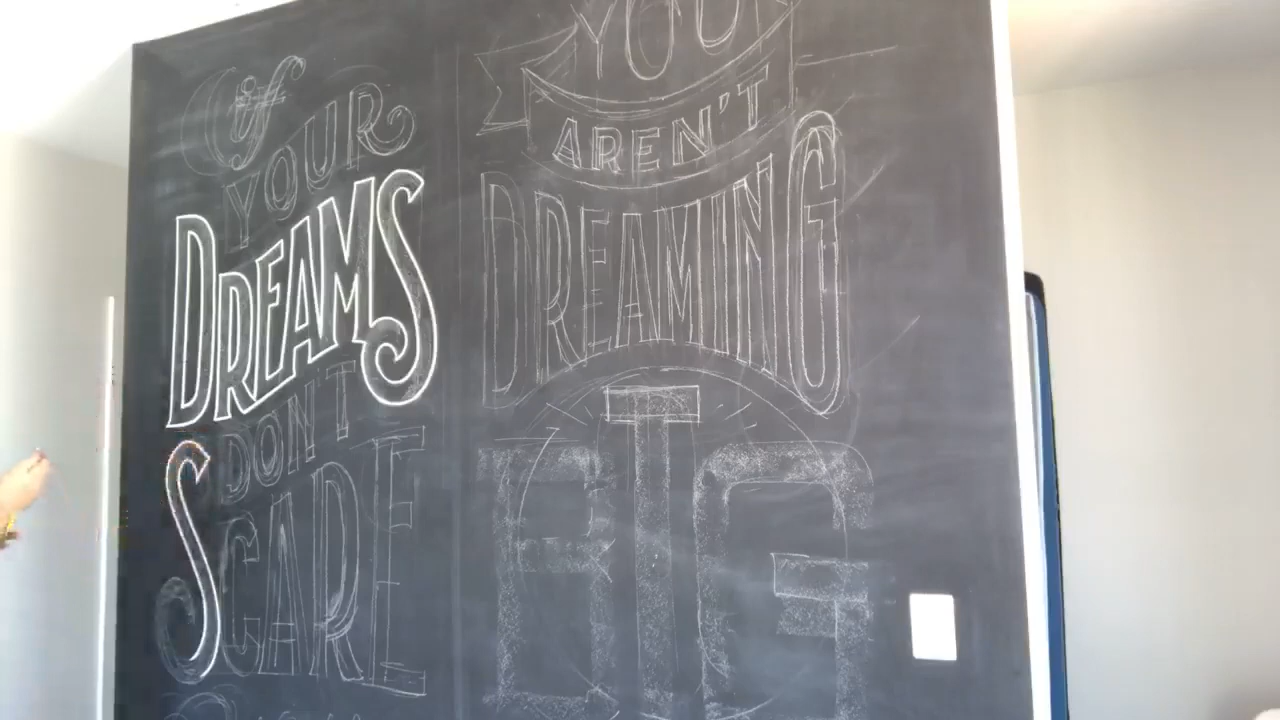 if
YOUR
DREAMS
DON'T
SCARE
YOU
AREN'T
DREAMING
BIG